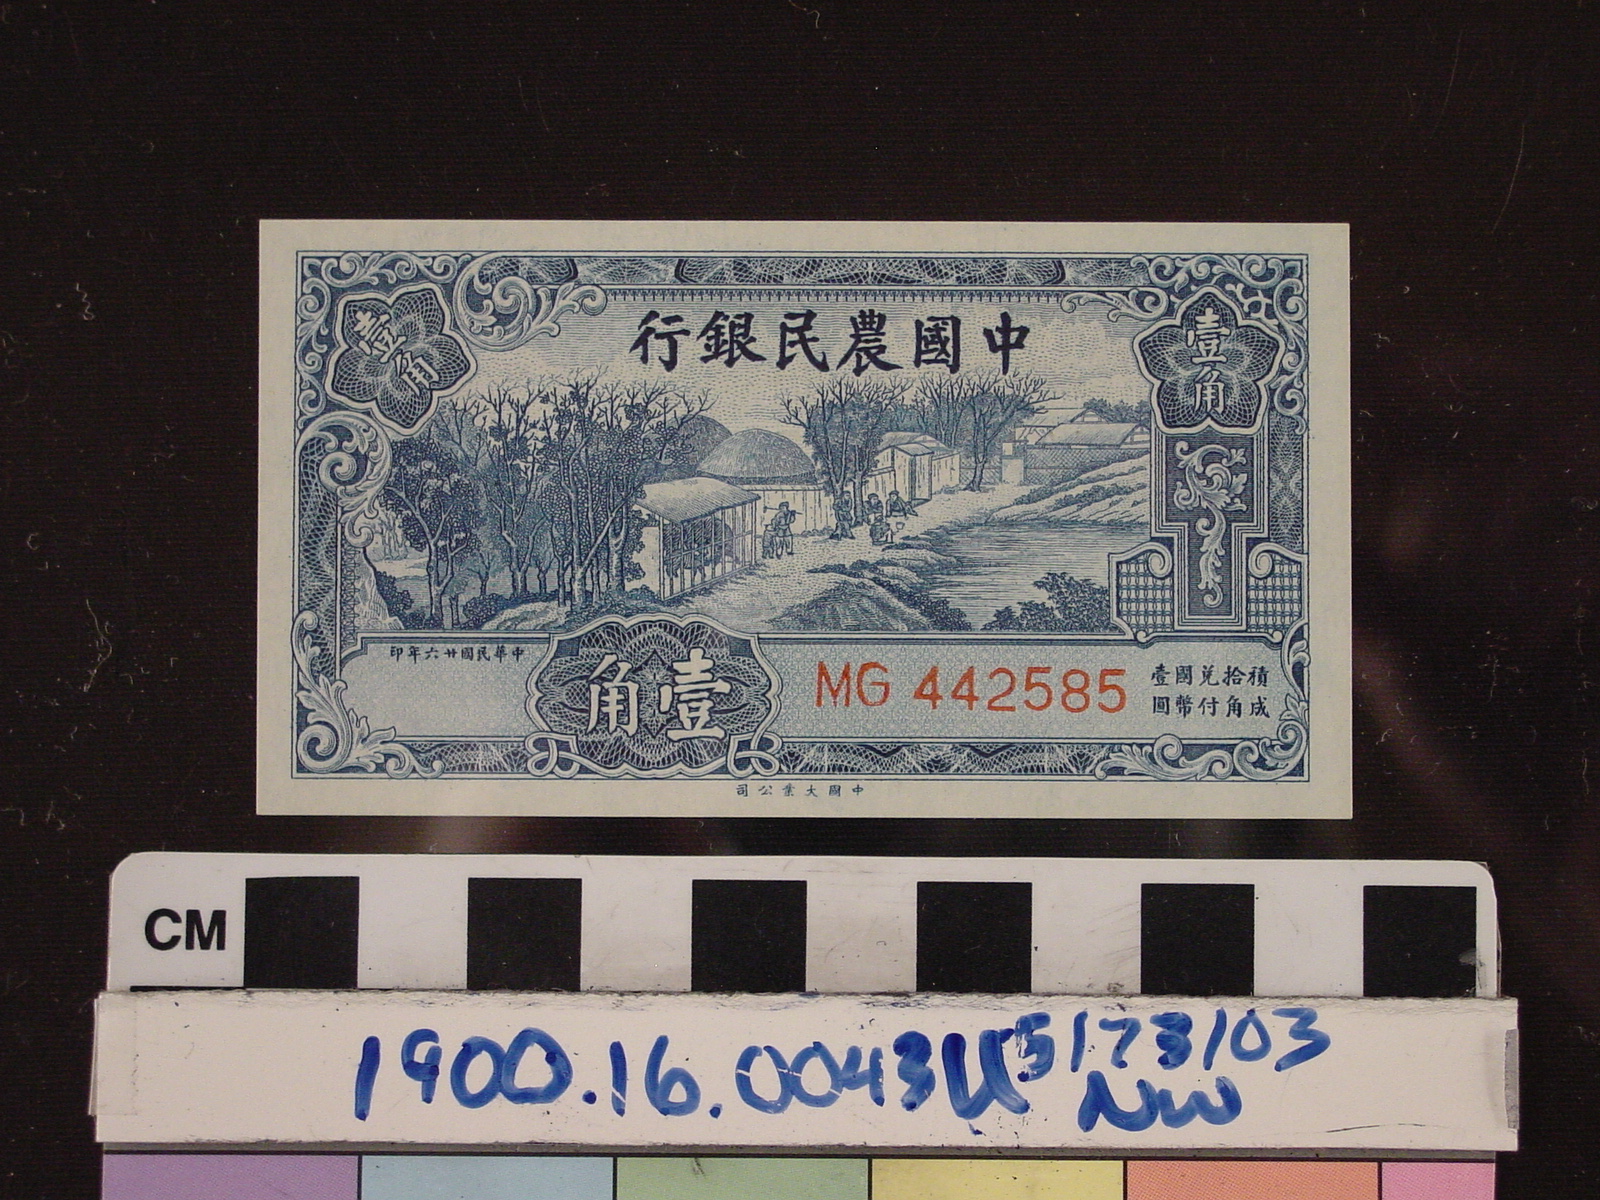 中國農民銀行
壹角
壹角
中華民國廿六年印
壹角
MG 442585
積拾兌國壹
成角付幣圓
中國大業公司
CM
1900.16.0043U 5/23/03
NW